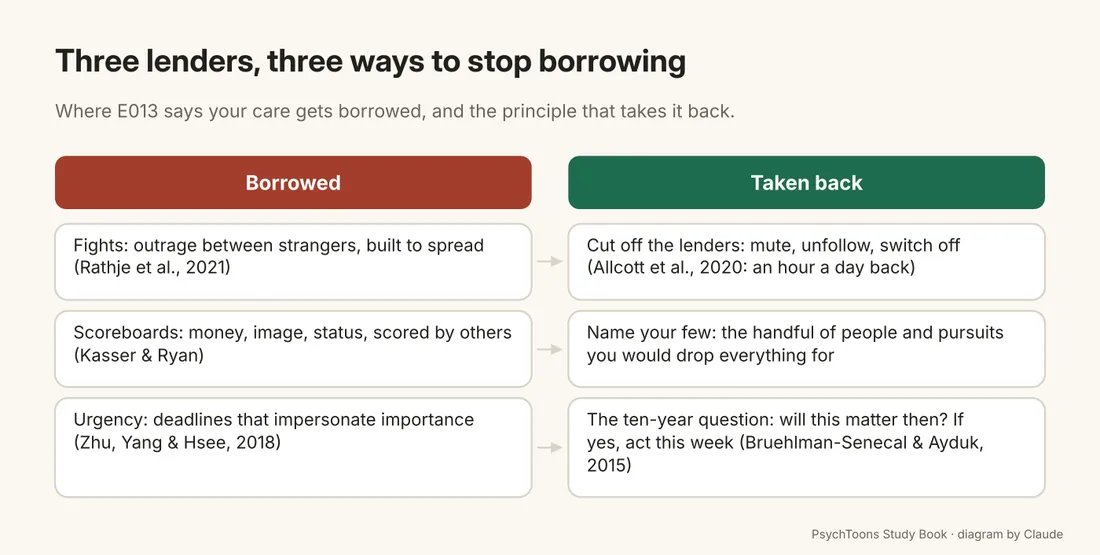 Three lenders, three ways to stop borrowing
Where E013 says your care gets borrowed, and the principle that takes it back.
Borrowed
Taken back
Fights: outrage between strangers, built to spread
(Rathje et al., 2021)
Cut off the lenders: mute, unfollow, switch off
(Allcott et al., 2020: an hour a day back)
Scoreboards: money, image, status, scored by others
(Kasser & Ryan)
Name your few: the handful of people and pursuits
you would drop everything for
Urgency: deadlines that impersonate importance
(Zhu, Yang & Hsee, 2018)
The ten-year question: will this matter then? If
yes, act this week (Bruehlman-Senecal & Ayduk,
2015)
PsychToons Study Book · diagram by Claude